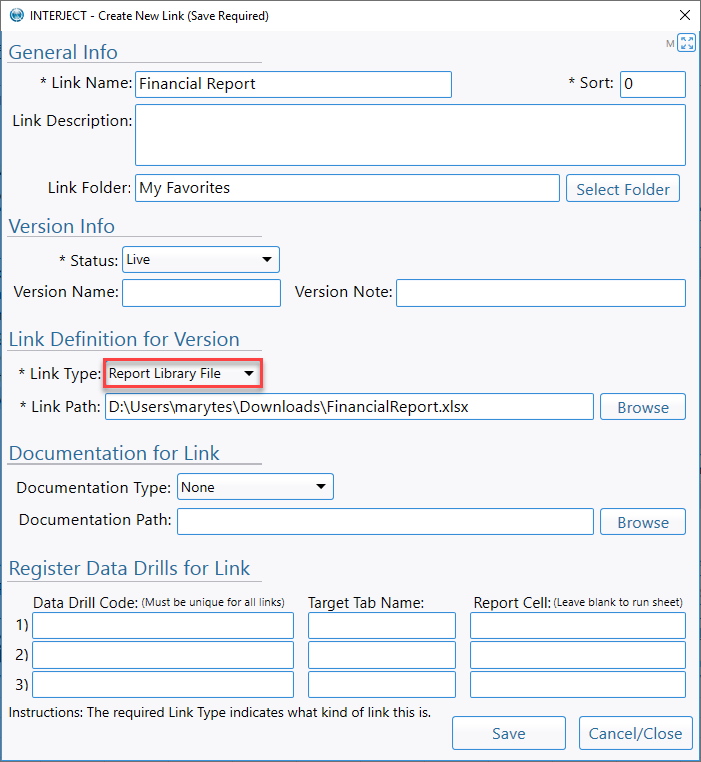 INTERJECT - Create New Link (Save Required)
M
General Info
* Link Name: Financial Report * Sort: 0
Link Description:
Link Folder: My Favorites Select Folder
Version Info
* Status: Live
Version Name: Version Note:
Link Definition for Version
* Link Type: Report Library File
* Link Path: D:\Users\marytes\Downloads\FinancialReport.xlsx Browse
Documentation for Link
Documentation Type: None
Documentation Path: Browse
Register Data Drills for Link
Data Drill Code: (Must be unique for all links) Target Tab Name: Report Cell: (Leave blank to run sheet)
1)
2)
3)
Instructions: The required Link Type indicates what kind of link this is.
Save Cancel/Close